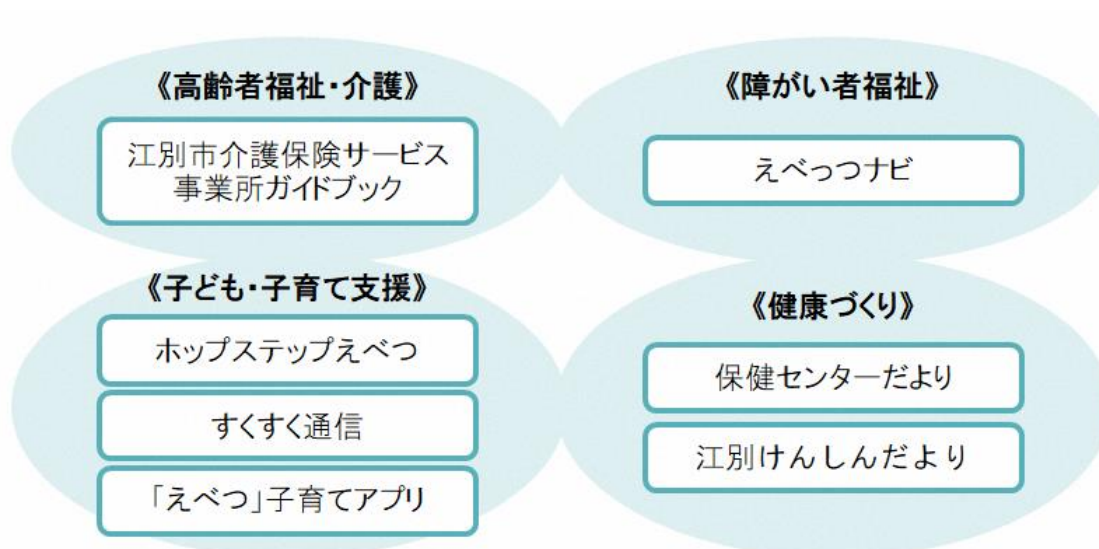 《高齢者福祉・介護》
江別市介護保険サービス
事業所ガイドブック
《障がい者福祉》
えべっつナビ
《子ども・子育て支援》
ホップステップえべつ
すくすく通信
「えべつ」子育てアプリ
《健康づくり》
保健センターだより
江別けんしんだより